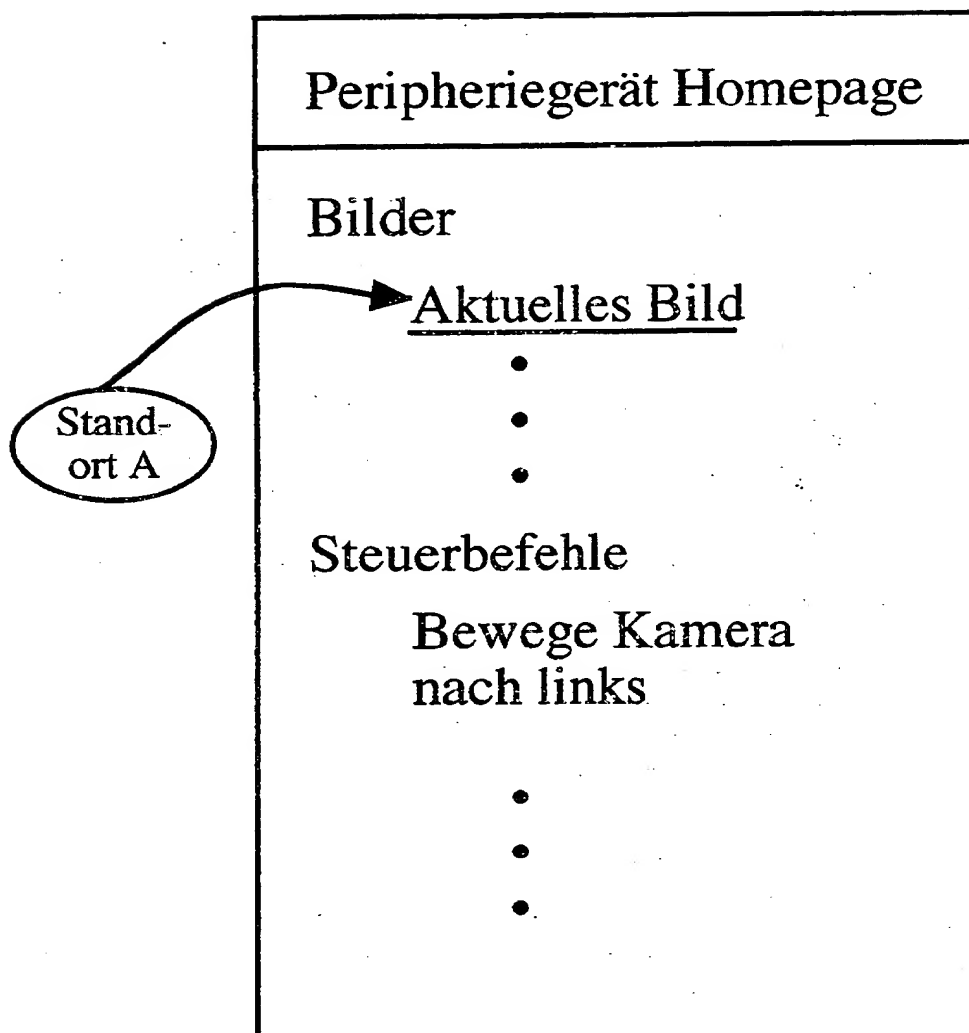 Peripheriegerät Homepage
Bilder
Aktuelles Bild
Stand-
ort A
Steuerbefehle
Bewege Kamera
nach links